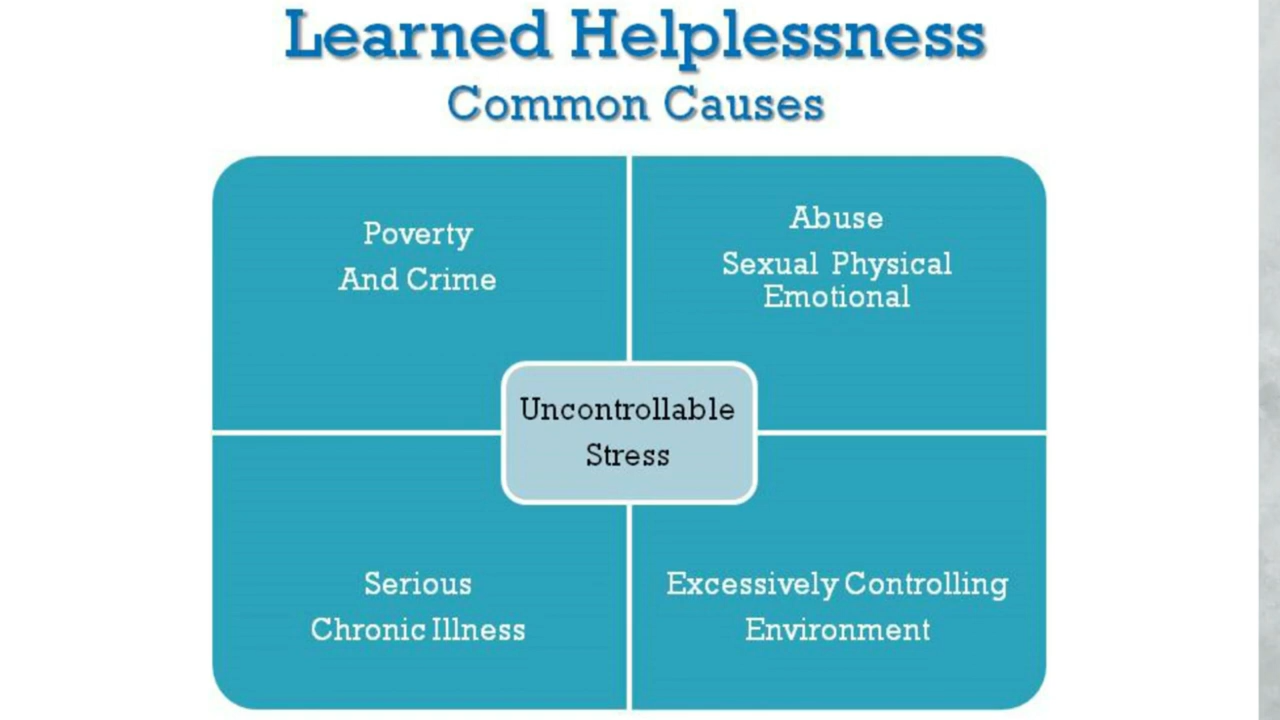 Learned Helplessness
Common Causes
Poverty
And Crime
Abuse
Sexual Physical
Emotional
Uncontrollable
Stress
Serious
Chronic Illness
Excessively Controlling
Environment